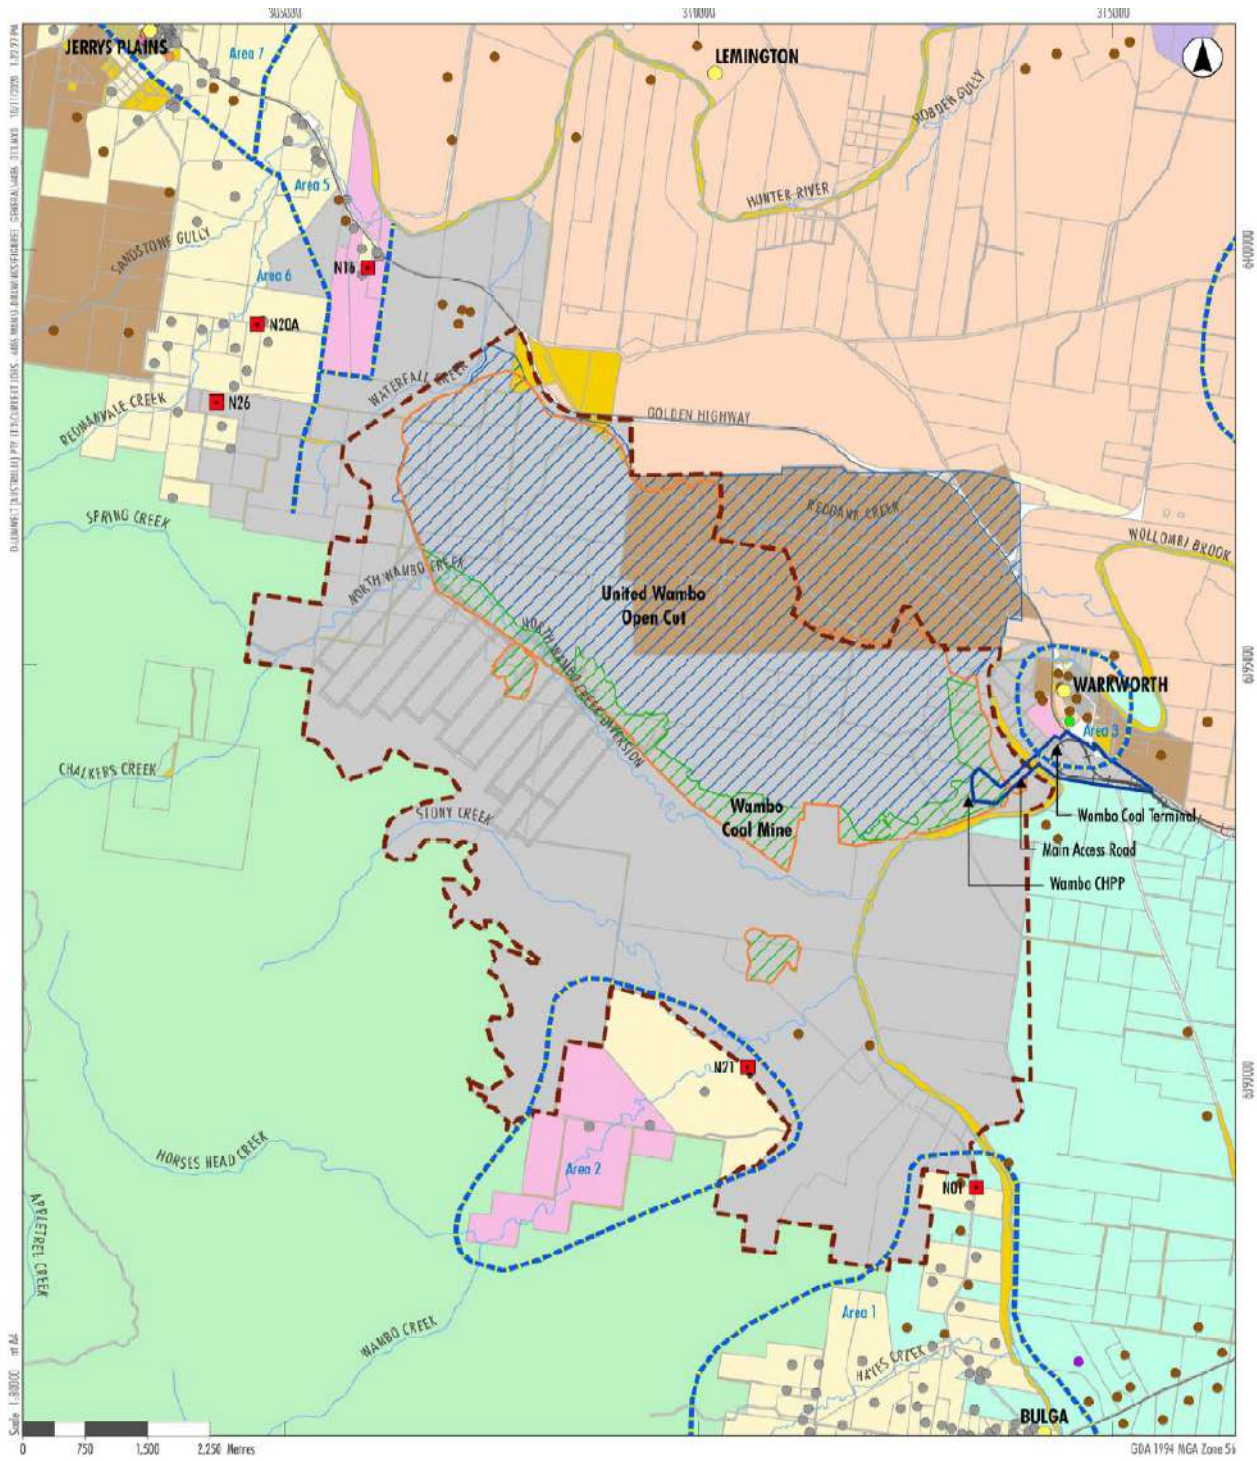 305000
310000
315000
JERRYS PLAINS
Area 7
LEMINGTON
HOBDEN GULLY
Area 5
HUNTER RIVER
SANDSTONE GULLY
6400000
Area 6
N16
N20A
WATERFALL CREEK
N26
REDMANVALE CREEK
GOLDEN HIGHWAY
REDBANK CREEK
SPRING CREEK
WOLLOMBI BROOK
NORTH WAMBO CREEK
United Wambo
Open Cut
NORTH WAMBO CREEK DIVERSION
6395000
WARKWORTH
Area 3
CHALKERS CREEK
STONY CREEK
Wambo
Coal Mine
Wambo Coal Terminal
Main Access Road
Wambo CHPP
N21
6390000
HORSES HEAD CREEK
Area 2
N01
APPLETREE CREEK
Area 1
WAMBO CREEK
HAYES CREEK
BULGA
0
750
1,500
2,250 Metres
GDA 1994 MGA Zone 56